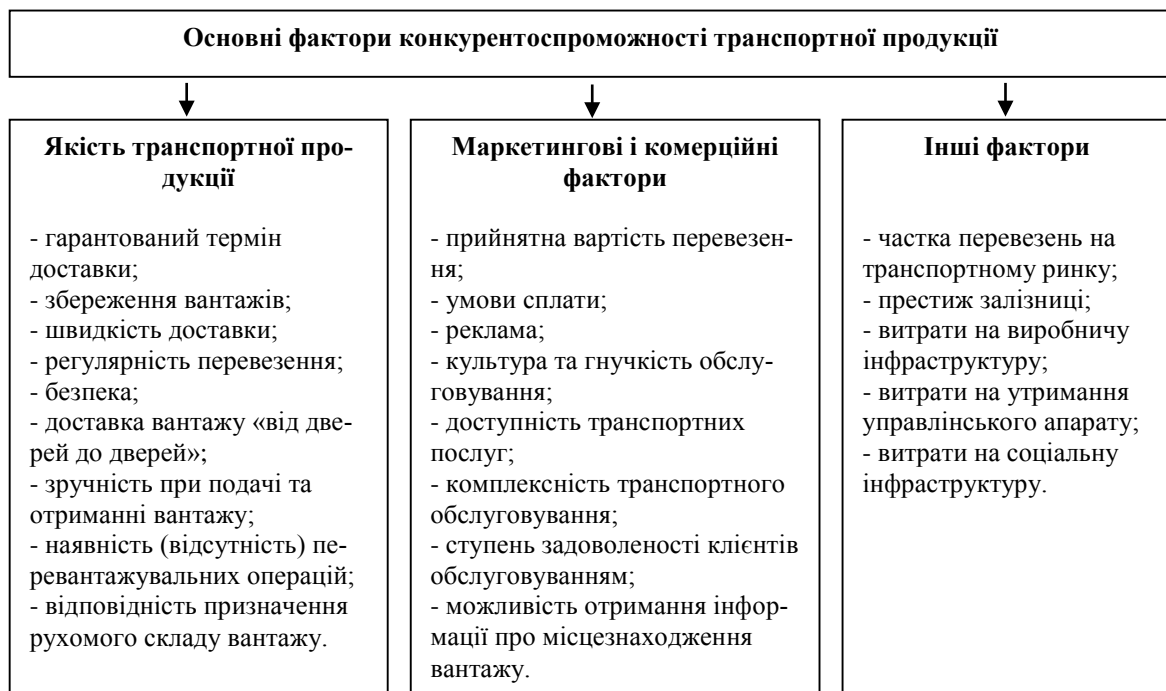 Основні фактори конкурентоспроможності транспортної продукції
Якість транспортної про-
дукції
- гарантований термін
доставки;
- збереження вантажів;
- швидкість доставки;
- регулярність перевезення;
- безпека;
- доставка вантажу «від две-
рей до дверей»;
- зручність при подачі та
отриманні вантажу;
- наявність (відсутність) пе-
ревантажувальних операцій;
- відповідність призначення
рухомого складу вантажу.
Маркетингові і комерційні
фактори
- прийнятна вартість перевезен-
ня;
- умови сплати;
- реклама;
- культура та гнучкість обслу-
говування;
- доступність транспортних
послуг;
- комплексність транспортного
обслуговування;
- ступень задоволеності клієнтів
обслуговуванням;
- можливість отримання інфор-
мації про місцезнаходження
вантажу.
Інші фактори
- частка перевезень на
транспортному ринку;
- престиж залізниці;
- витрати на виробничу
інфраструктуру;
- витрати на утримання
управлінського апарату;
- витрати на соціальну
інфраструктуру.